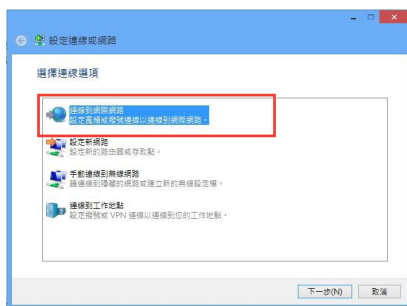 設定連線或網路
選擇連線選項
連線到網際網路
設定寬頻或撥號連線以連線到網際網路。
設定新網路
設定新的路由器或存取點。
手動連線到無線網路
請連線到隱藏的網路或建立新的無線設定檔。
連線到工作地點
設定撥號或 VPN 連線以連線到您的工作地點。
下一步(N)
取消